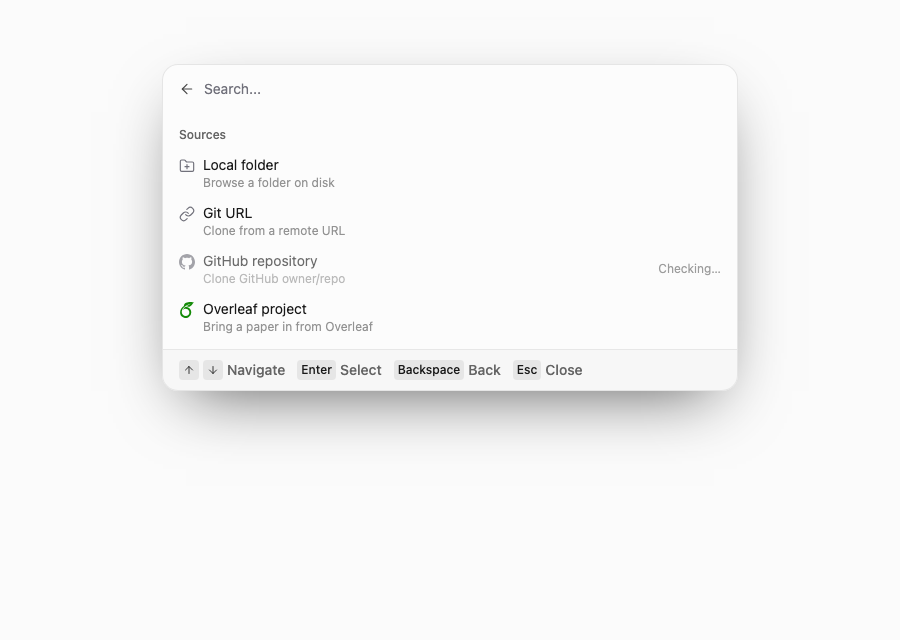 Search...
Sources
Local folder
Browse a folder on disk
Git URL
Clone from a remote URL
GitHub repository
Clone GitHub owner/repo
Checking...
Overleaf project
Bring a paper in from Overleaf
↑ ↓ Navigate Enter Select Backspace Back Esc Close